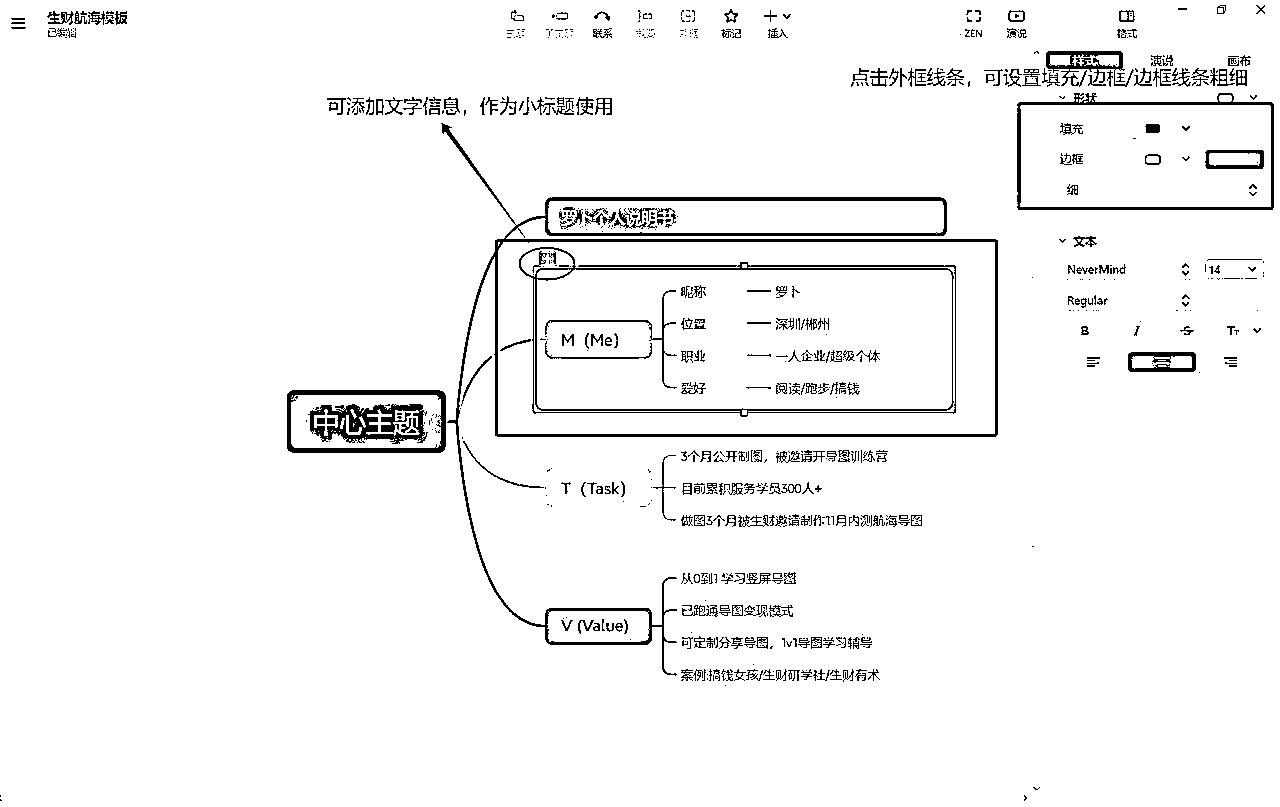 生财航海模板
已编辑
主题 子主题 联系 概要 外框 标记 插入 ZEN 演说 格式
样式 演说 画布
点击外框线条，可设置填充/边框/边框线条粗细
可添加文字信息，作为小标题使用
形状
填充
边框
细
文本
NeverMind 14
Regular
B I S Tт
萝卜个人说明书
M（Me）
昵称 萝卜
位置 深圳/郴州
职业 一人企业/超级个体
爱好 阅读/跑步/搞钱
中心主题
T（Task）
3个月公开制图，被邀请开导图训练营
目前累积服务学员300人+
做图3个月被生财邀请制作11月内测航海导图
V (Value)
从0到1学习竖屏导图
已跑通导图变现模式
可定制分享导图，1v1导图学习辅导
案例:搞钱女孩/生财研学社/生财有术